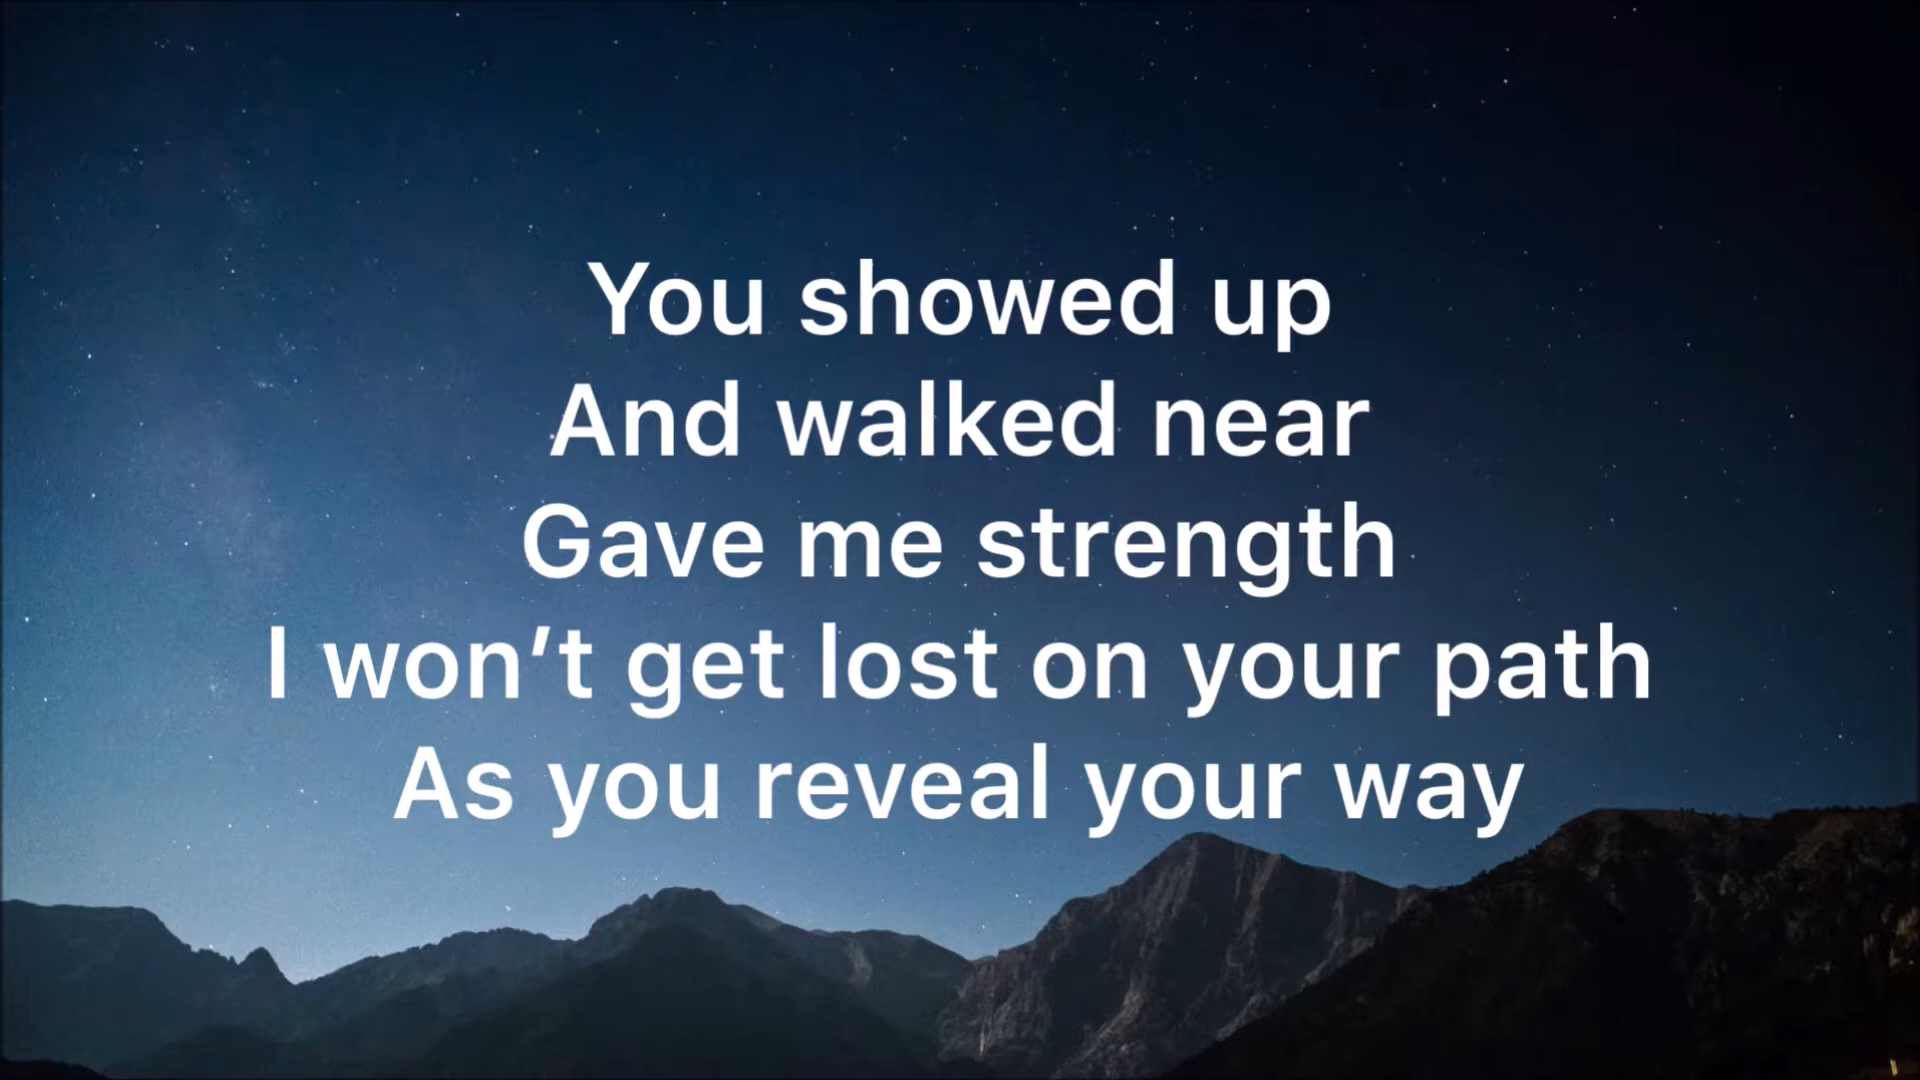 You showed up
And walked near
Gave me strength
I won’t get lost on your path
As you reveal your way